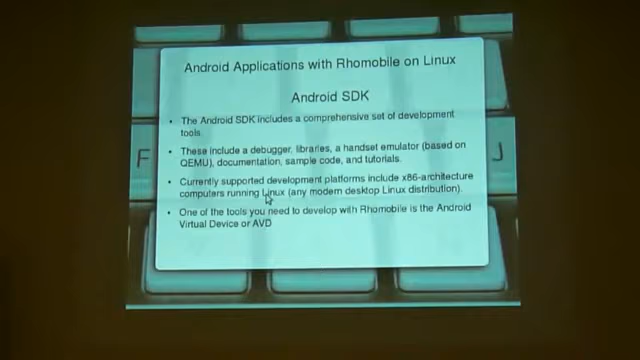 Android Applications with Rhomobile on Linux
Android SDK
• The Android SDK includes a comprehensive set of development
tools.
• These include a debugger, libraries, a handset emulator (based on
QEMU), documentation, sample code, and tutorials.
• Currently supported development platforms include x86-architecture
computers running Linux (any modern desktop Linux distribution).
• One of the tools you need to develop with Rhomobile is the Android
Virtual Device or AVD
F
J